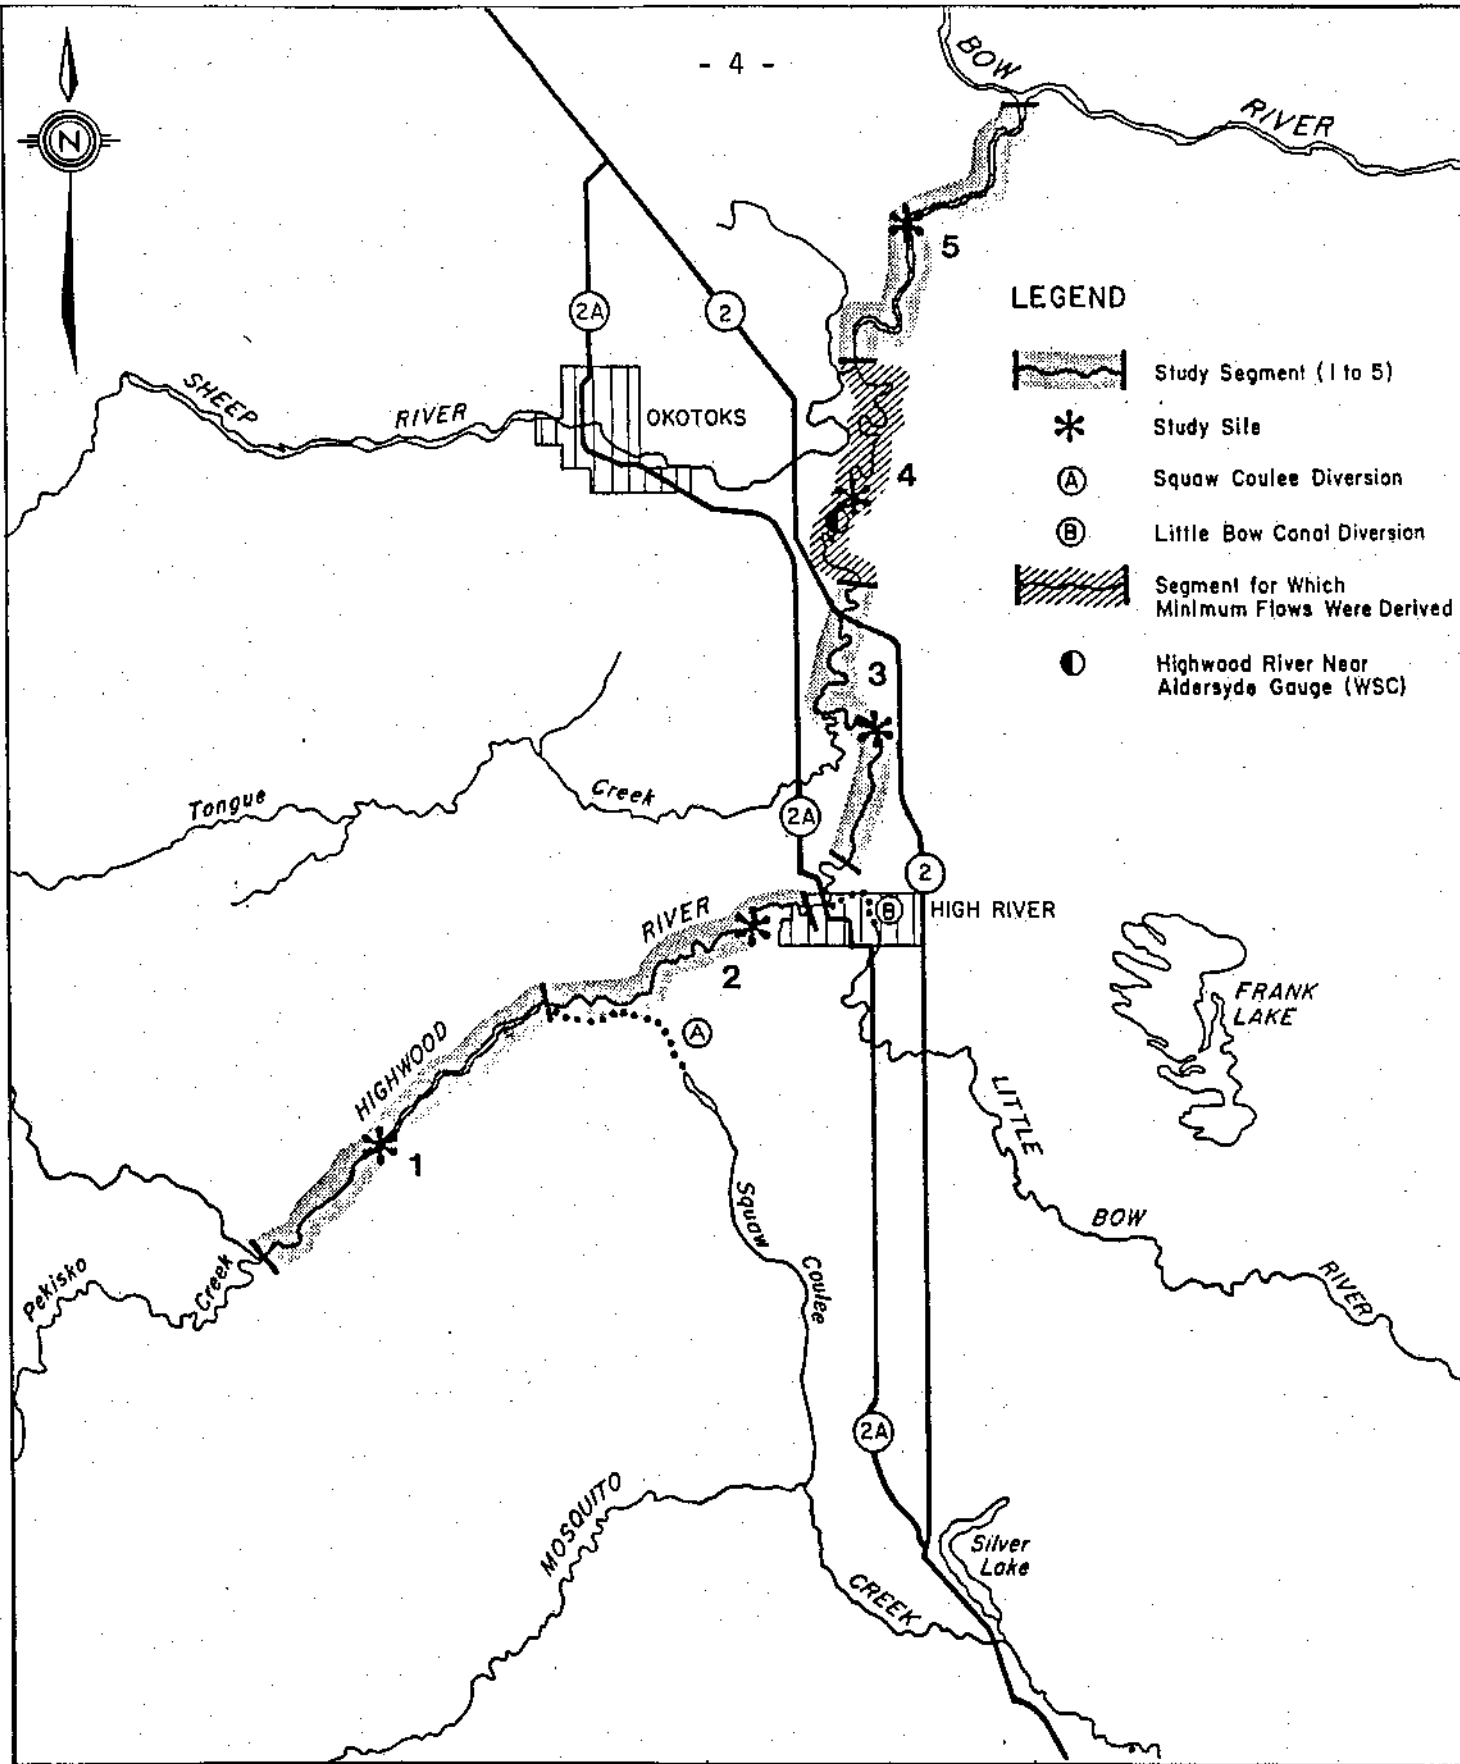 - 4 -
N
BOW
RIVER
5
2A
2
LEGEND
Study Segment (1 to 5)
Study Site
A
Squaw Coulee Diversion
B
Little Bow Canal Diversion
Segment for Which
Minimum Flows Were Derived
Highwood River Near
Aldersyde Gauge (WSC)
SHEEP
RIVER
OKOTOKS
4
3
Tongue
Creek
2A
2
RIVER
B
HIGH RIVER
2
FRANK
LAKE
A
HIGHWOOD
1
LITTLE
BOW
RIVER
Squaw
Coulee
Pekisko
Creek
2A
MOSQUITO
CREEK
Silver
Lake